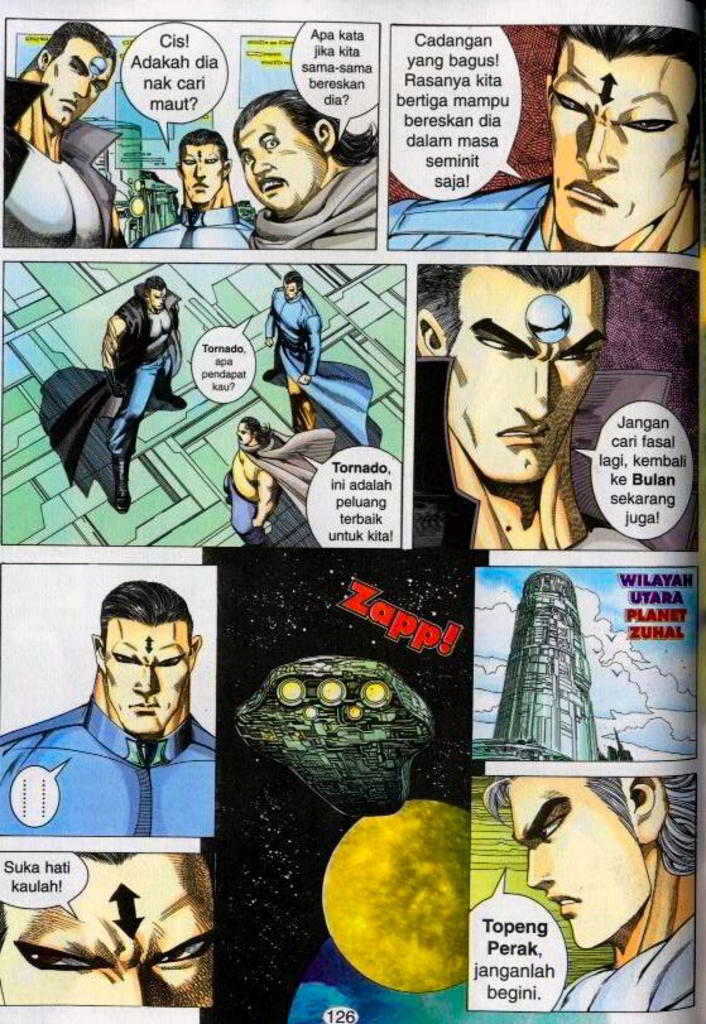 Cis!
Adakah dia
nak cari
maut?
Apa kata
jika kita
sama-sama
bereskan
dia?
Cadangan
yang bagus!
Rasanya kita
bertiga mampu
bereskan dia
dalam masa
seminit
saja!
Tornado,
apa
pendapat
kau?
Tornado,
ini adalah
peluang
terbaik
untuk kita!
Jangan
cari fasal
lagi, kembali
ke Bulan
sekarang
juga!
Zapp!
WILAYAH
UTARA
PLANET
ZUHAL
Suka hati
kaulah!
Topeng
Perak,
janganlah
begini.
126